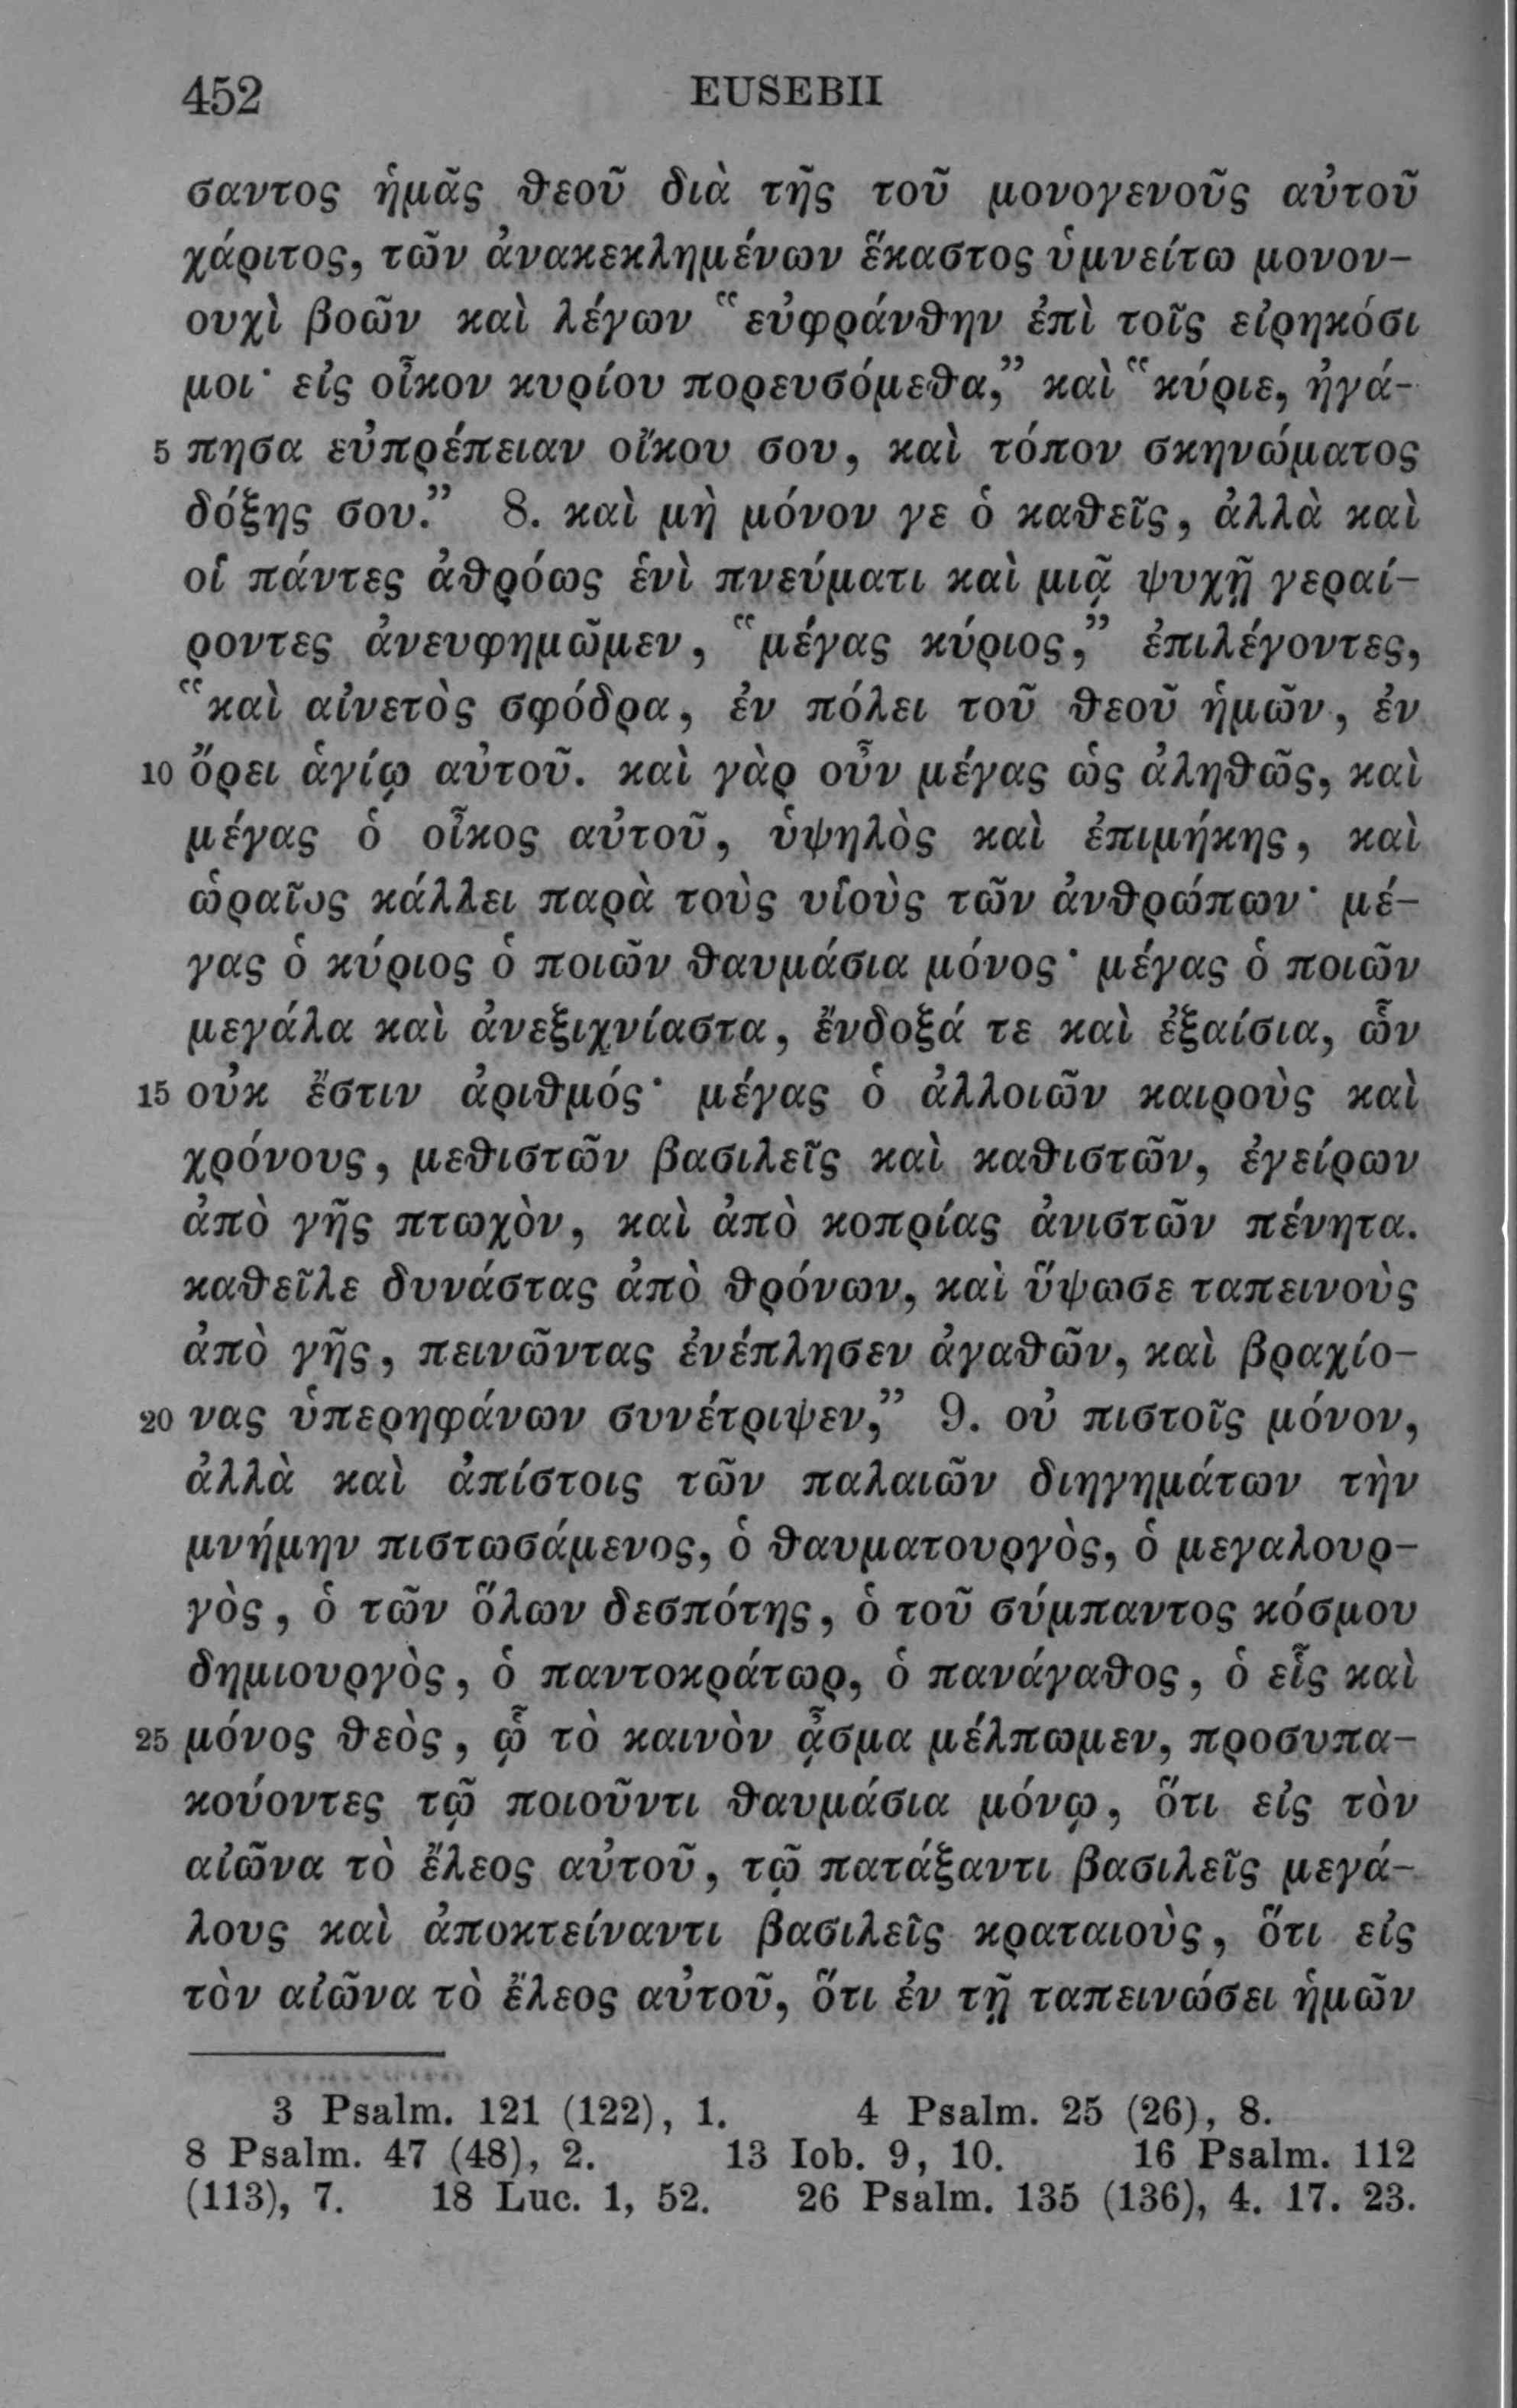 452 EUSEBII
σαντος ἡμᾶς θεοῦ διὰ τῆς τοῦ μονογενοῦς αὐτοῦ
χάριτος, τῶν ἀνακεκλημένων ἕκαστος ὑμνείτω μονον-
ουχὶ βοῶν καὶ λέγων “εὐφράνθην ἐπὶ τοῖς εἰρηκόσι
μοι· εἰς οἶκον κυρίου πορευσόμεθα,” καὶ “κύριε, ἠγά-
5 πησα εὐπρέπειαν οἴκου σου, καὶ τόπον σκηνώματος
δόξης σου.” 8. καὶ μὴ μόνον γε ὁ καθεῖς, ἀλλὰ καὶ
οἱ πάντες ἀθρόως ἑνὶ πνεύματι καὶ μιᾷ ψυχῇ γεραί-
ροντες ἀνευφημῶμεν, “μέγας κύριος,” ἐπιλέγοντες,
“καὶ αἰνετὸς σφόδρα, ἐν πόλει τοῦ θεοῦ ἡμῶν, ἐν
10 ὄρει ἁγίῳ αὐτοῦ. καὶ γὰρ οὖν μέγας ὡς ἀληθῶς, καὶ
μέγας ὁ οἶκος αὐτοῦ, ὑψηλὸς καὶ ἐπιμήκης, καὶ
ὡραῖος κάλλει παρὰ τοὺς υἱοὺς τῶν ἀνθρώπων· μέ-
γας ὁ κύριος ὁ ποιῶν θαυμάσια μόνος· μέγας ὁ ποιῶν
μεγάλα καὶ ἀνεξιχνίαστα, ἔνδοξά τε καὶ ἐξαίσια, ὧν
15 οὐκ ἔστιν ἀριθμός· μέγας ὁ ἀλλοιῶν καιροὺς καὶ
χρόνους, μεθιστῶν βασιλεῖς καὶ καθιστῶν, ἐγείρων
ἀπὸ γῆς πτωχὸν, καὶ ἀπὸ κοπρίας ἀνιστῶν πένητα.
καθεῖλε δυνάστας ἀπὸ θρόνων, καὶ ὕψωσε ταπεινοὺς
ἀπὸ γῆς, πεινῶντας ἐνέπλησεν ἀγαθῶν, καὶ βραχίο-
20 νας ὑπερηφάνων συνέτριψεν,” 9. οὐ πιστοῖς μόνον,
ἀλλὰ καὶ ἀπίστοις τῶν παλαιῶν διηγημάτων τὴν
μνήμην πιστωσάμενος, ὁ θαυματουργὸς, ὁ μεγαλουρ-
γὸς, ὁ τῶν ὅλων δεσπότης, ὁ τοῦ σύμπαντος κόσμου
δημιουργὸς, ὁ παντοκράτωρ, ὁ πανάγαθος, ὁ εἷς καὶ
25 μόνος θεὸς, ᾧ τὸ καινὸν ᾆσμα μέλπωμεν, προσυπα-
κούοντες τῷ ποιοῦντι θαυμάσια μόνῳ, ὅτι εἰς τὸν
αἰῶνα τὸ ἔλεος αὐτοῦ, τῷ πατάξαντι βασιλεῖς μεγά-
λους καὶ ἀποκτείναντι βασιλεῖς κραταιοὺς, ὅτι εἰς
τὸν αἰῶνα τὸ ἔλεος αὐτοῦ, ὅτι ἐν τῇ ταπεινώσει ἡμῶν
3 Psalm. 121 (122), 1. 4 Psalm. 25 (26), 8.
8 Psalm. 47 (48), 2. 13 Iob. 9, 10. 16 Psalm. 112
(113), 7. 18 Luc. 1, 52. 26 Psalm. 135 (136), 4. 17. 23.